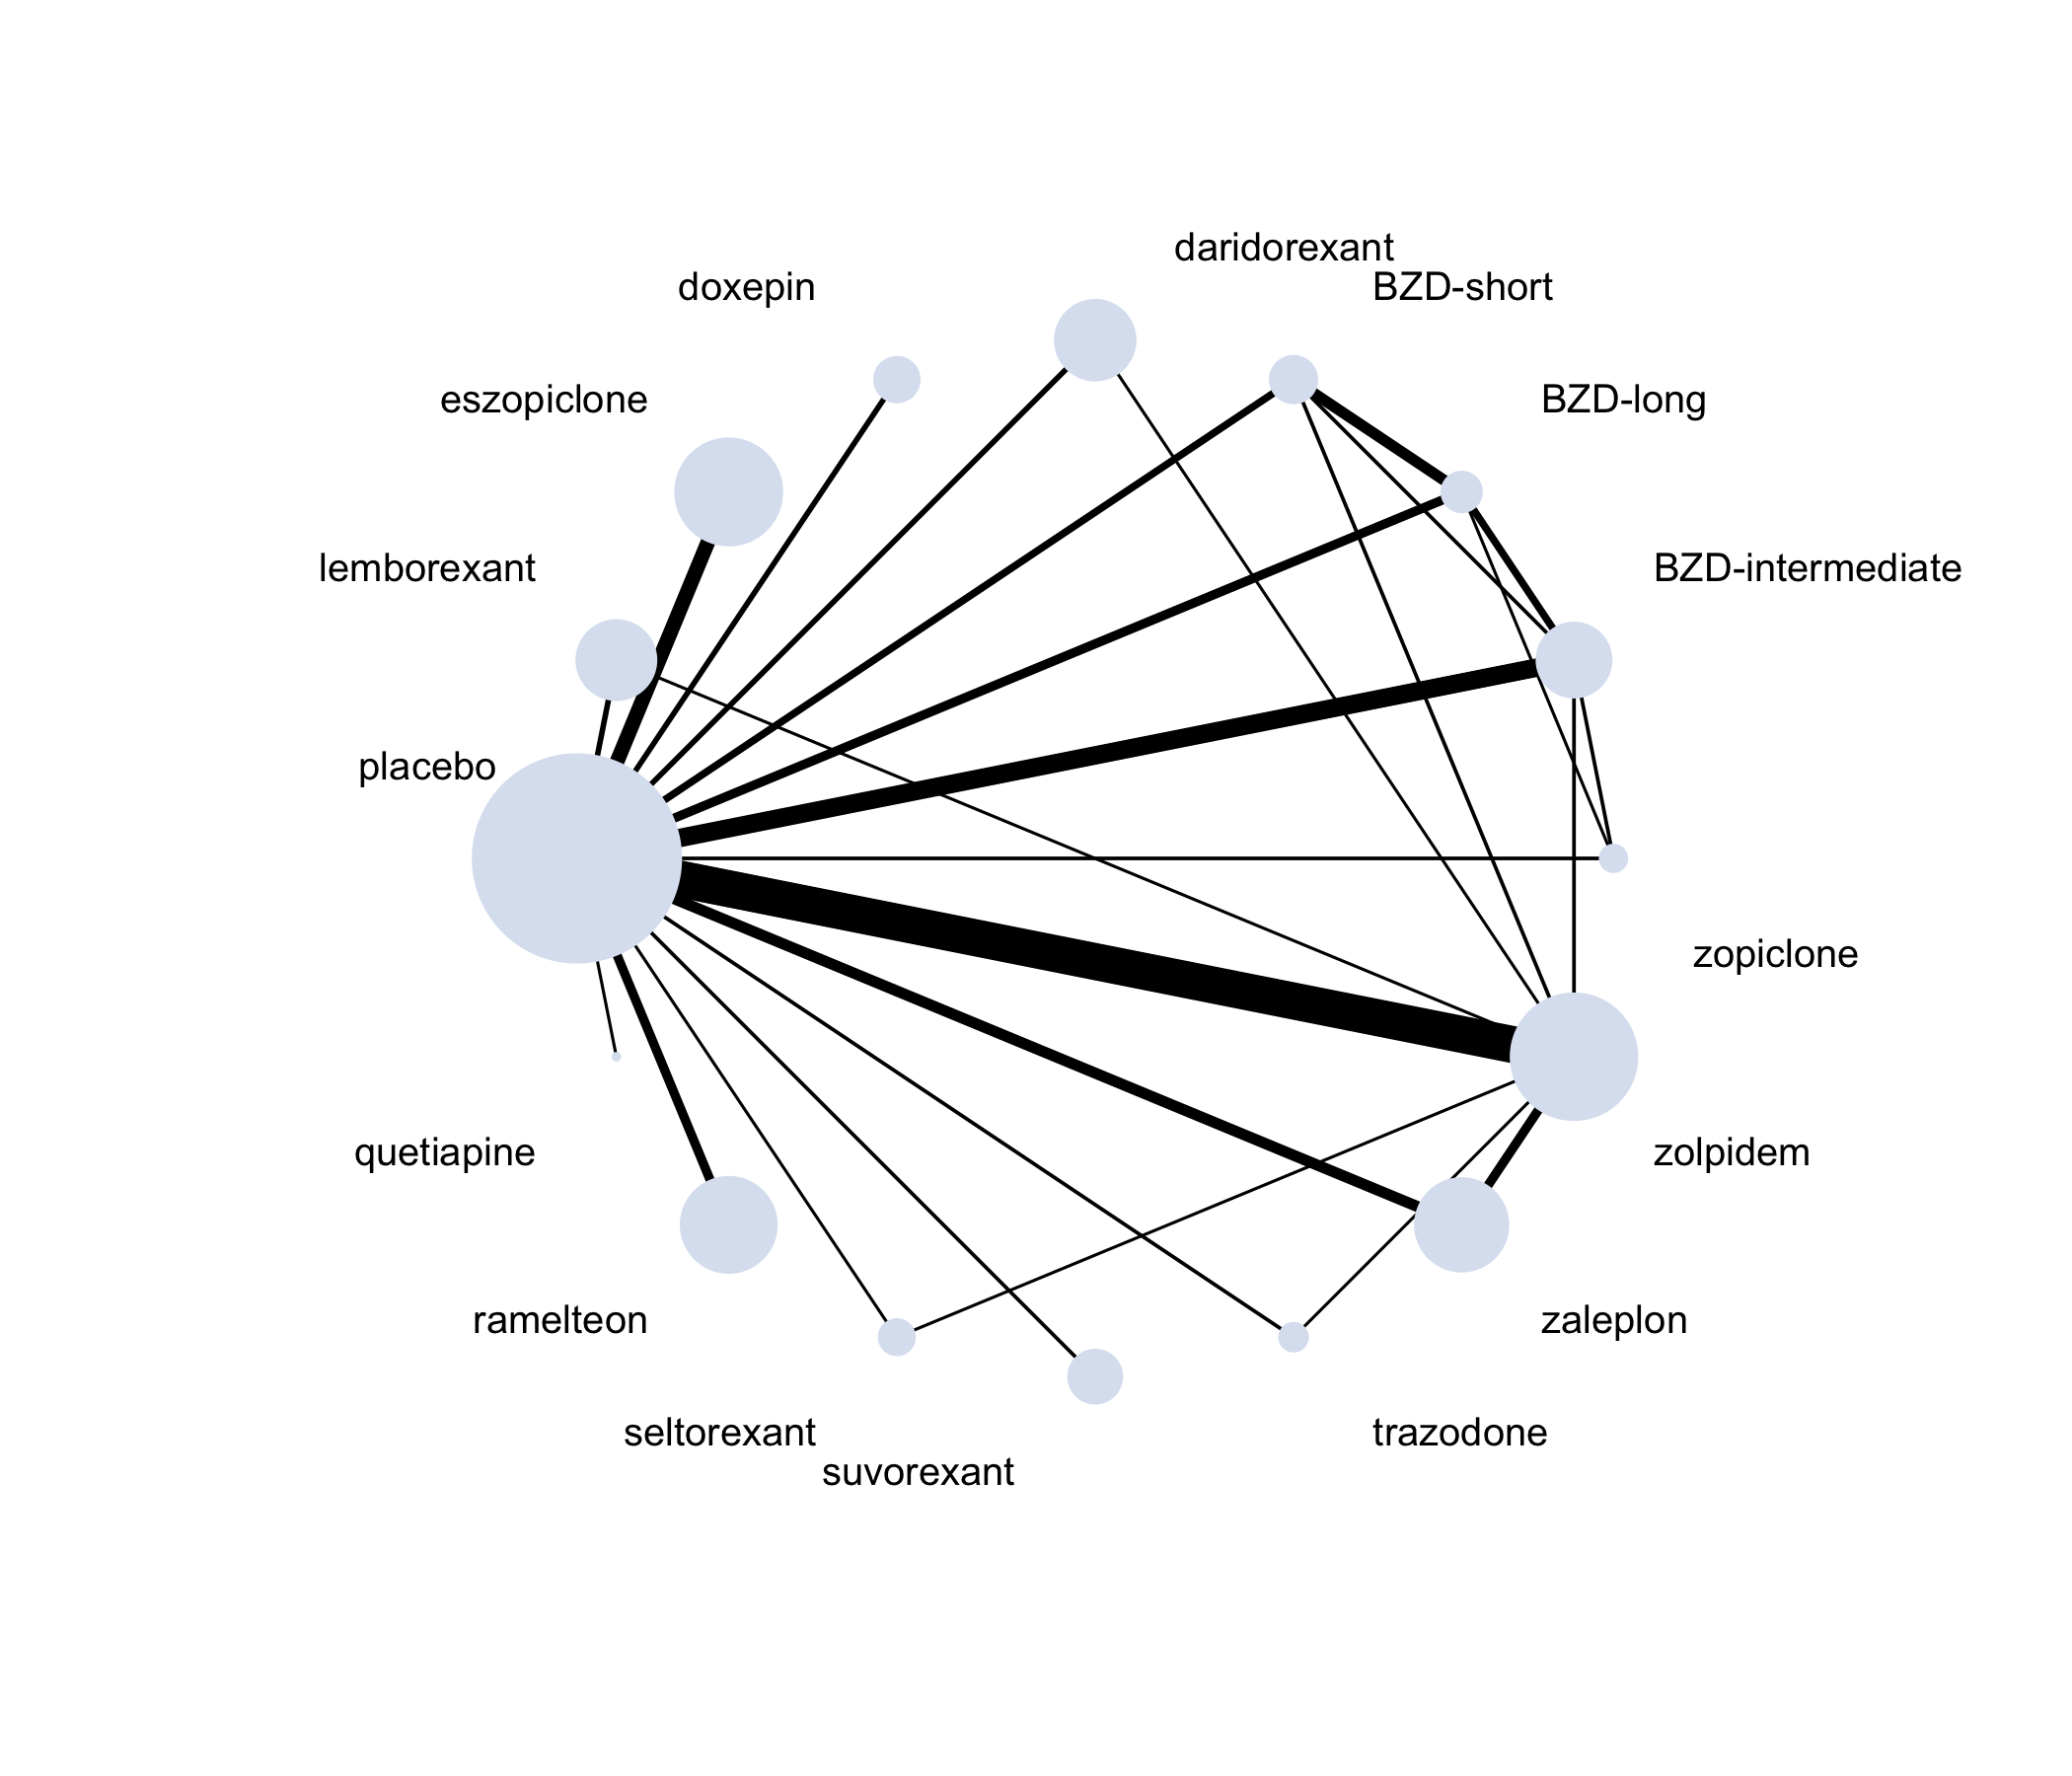 daridorexant
doxepin
BZD-short
eszopiclone
BZD-long
lemborexant
BZD-intermediate
placebo
zopiclone
quetiapine
zolpidem
ramelteon
zaleplon
seltorexant
trazodone
suvorexant